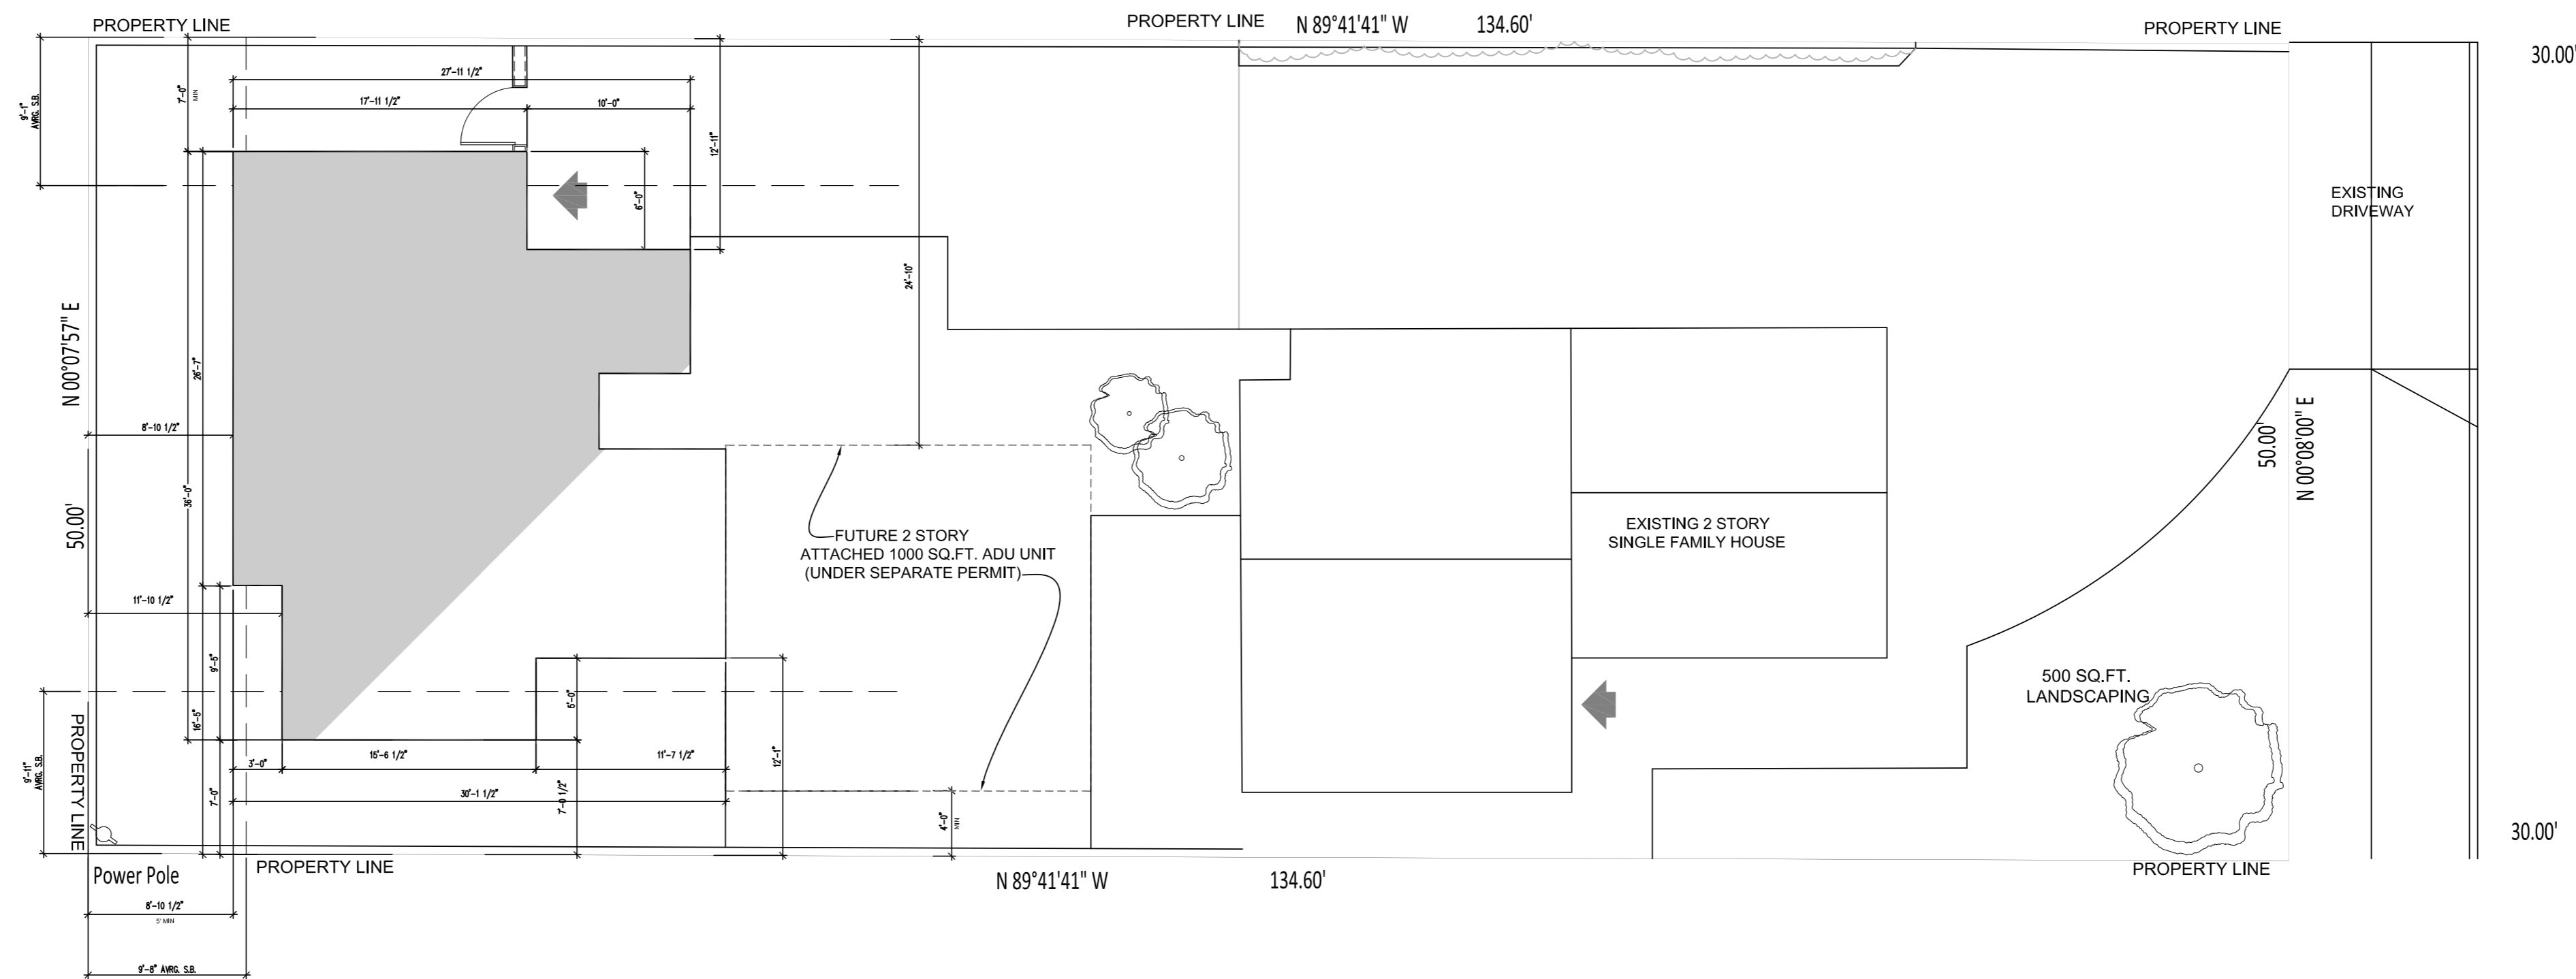 PROPERTY LINE
PROPERTY LINE
N 89°41'41" W
134.60'
PROPERTY LINE
30.00'
9'-1"
AVRG. S.B.
7'-0"
MIN
27'-11 1/2"
17'-11 1/2"
10'-0"
12'-11"
6'-0"
24'-10"
EXISTING
DRIVEWAY
N 00°07'57" E
50.00'
26'-7"
36'-0"
8'-10 1/2"
11'-10 1/2"
9'-5"
16'-5"
7'-0"
FUTURE 2 STORY
ATTACHED 1000 SQ.FT. ADU UNIT
(UNDER SEPARATE PERMIT)
EXISTING 2 STORY
SINGLE FAMILY HOUSE
50.00'
N 00°08'00" E
500 SQ.FT.
LANDSCAPING
9'-11"
AVRG. S.B.
PROPERTY LINE
3'-0"
15'-6 1/2"
11'-7 1/2"
5'-0"
12'-1"
30'-1 1/2"
7'-0 1/2"
4'-0"
MIN
30.00'
Power Pole
PROPERTY LINE
N 89°41'41" W
134.60'
PROPERTY LINE
8'-10 1/2"
5' MIN
9'-8" AVRG. S.B.